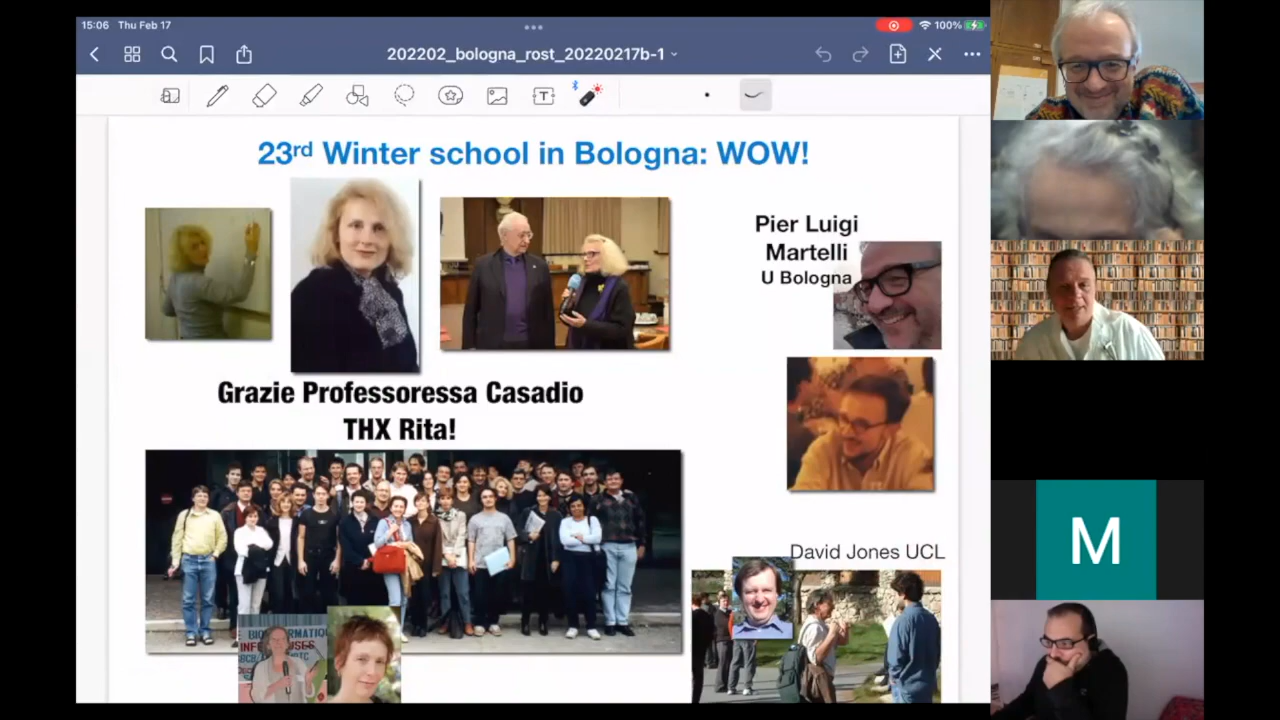 15:06 Thu Feb 17
100%
202202_bologna_rost_20220217b-1
T
23rd Winter school in Bologna: WOW!
Pier Luigi
Martelli
U Bologna
Grazie Professoressa Casadio
THX Rita!
David Jones UCL
M